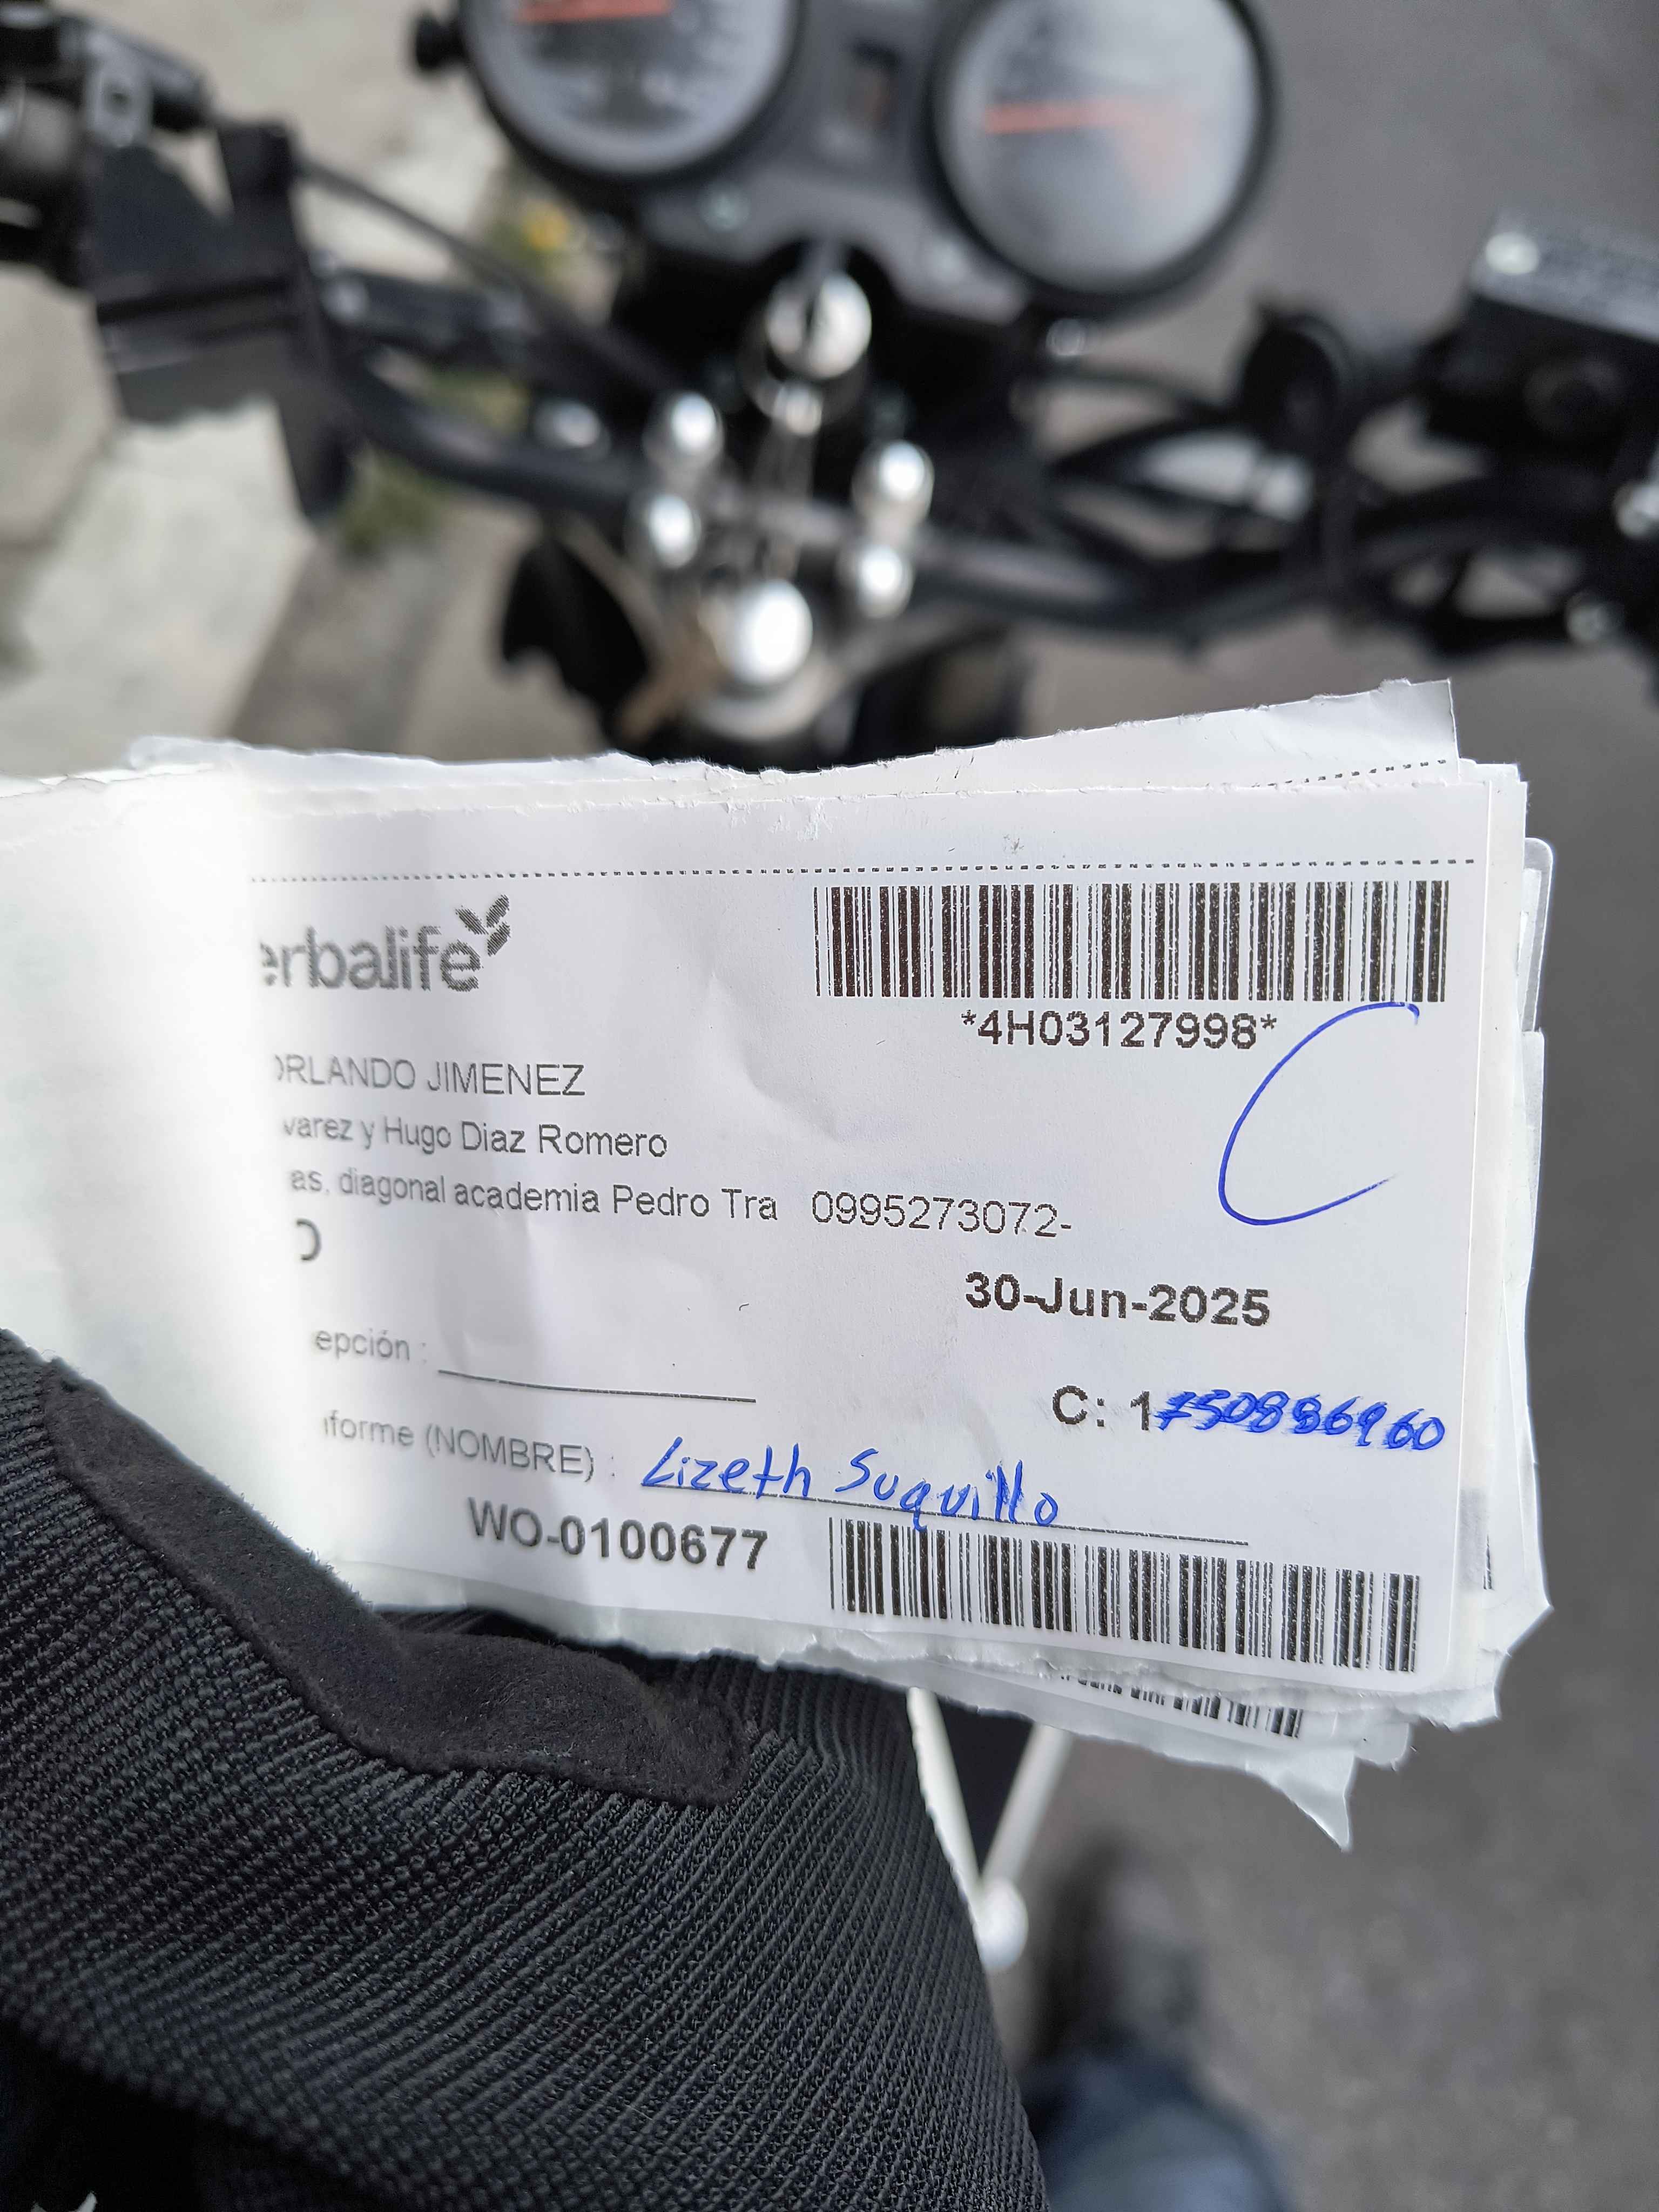 erbalife
*4H03127998*
C
ORLANDO JIMENEZ
varez y Hugo Diaz Romero
as, diagonal academia Pedro Tra 0995273072-
O
30-Jun-2025
epción :
C: 1750886960
forme (NOMBRE) : Lizeth Suquillo
WO-0100677